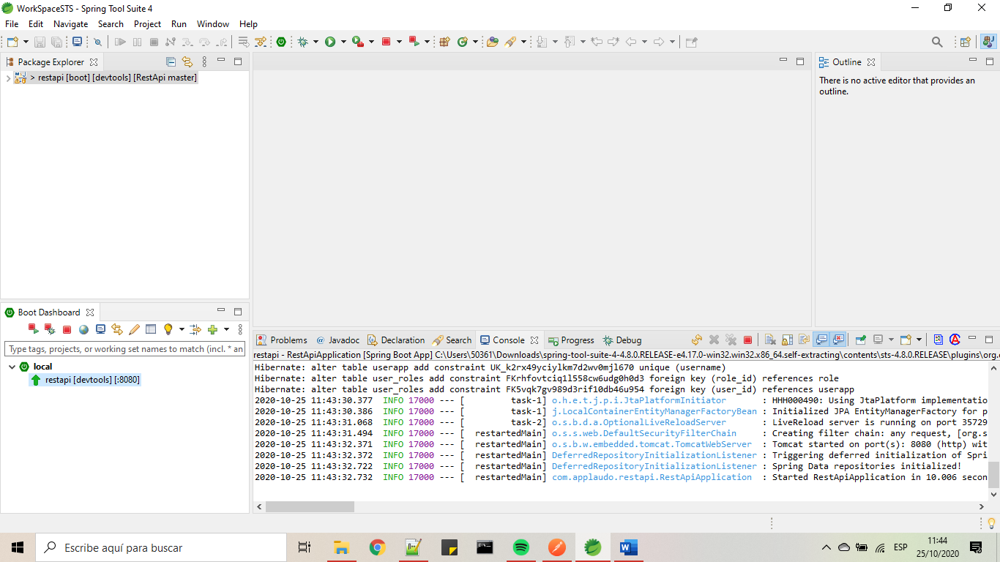 WorkSpaceSTS - Spring Tool Suite 4
File Edit Navigate Search Project Run Window Help
Package Explorer
> restapi [boot] [devtools] [RestApi master]
Outline
There is no active editor that provides an
outline.
Boot Dashboard
Type tags, projects, or working set names to match (incl. * an
local
restapi [devtools] [:8080]
Problems @ Javadoc Declaration Search Console Progress Debug
restapi - RestApiApplication [Spring Boot App] C:\Users\50361\Downloads\spring-tool-suite-4-4.8.0.RELEASE-e4.17.0-win32.win32.x86_64.self-extracting\contents\sts-4.8.0.RELEASE\plugins\org.
Hibernate: alter table userapp add constraint UK_k2rx49yciylkm7d2wv0mjl670 unique (username)
Hibernate: alter table user_roles add constraint FKrhfovtciq1l558cw6udg0h0d3 foreign key (role_id) references role
Hibernate: alter table user_roles add constraint FK5vqk7gv989d3rif10db46u954 foreign key (user_id) references userapp
2020-10-25 11:43:30.377 INFO 17000 --- [ task-1] o.h.e.t.j.p.i.JtaPlatformInitiator : HHH000490: Using JtaPlatform implementatio
2020-10-25 11:43:30.386 INFO 17000 --- [ task-1] j.LocalContainerEntityManagerFactoryBean : Initialized JPA EntityManagerFactory for p
2020-10-25 11:43:31.068 INFO 17000 --- [ task-2] o.s.b.d.a.OptionalLiveReloadServer : LiveReload server is running on port 35729
2020-10-25 11:43:31.494 INFO 17000 --- [ restartedMain] o.s.s.web.DefaultSecurityFilterChain : Creating filter chain: any request, [org.s
2020-10-25 11:43:32.371 INFO 17000 --- [ restartedMain] o.s.b.w.embedded.tomcat.TomcatWebServer : Tomcat started on port(s): 8080 (http) wit
2020-10-25 11:43:32.372 INFO 17000 --- [ restartedMain] DeferredRepositoryInitializationListener : Triggering deferred initialization of Spri
2020-10-25 11:43:32.722 INFO 17000 --- [ restartedMain] DeferredRepositoryInitializationListener : Spring Data repositories initialized!
2020-10-25 11:43:32.732 INFO 17000 --- [ restartedMain] com.applaudo.restapi.RestApiApplication : Started RestApiApplication in 10.006 secon
Escribe aquí para buscar
ESP
11:44
25/10/2020